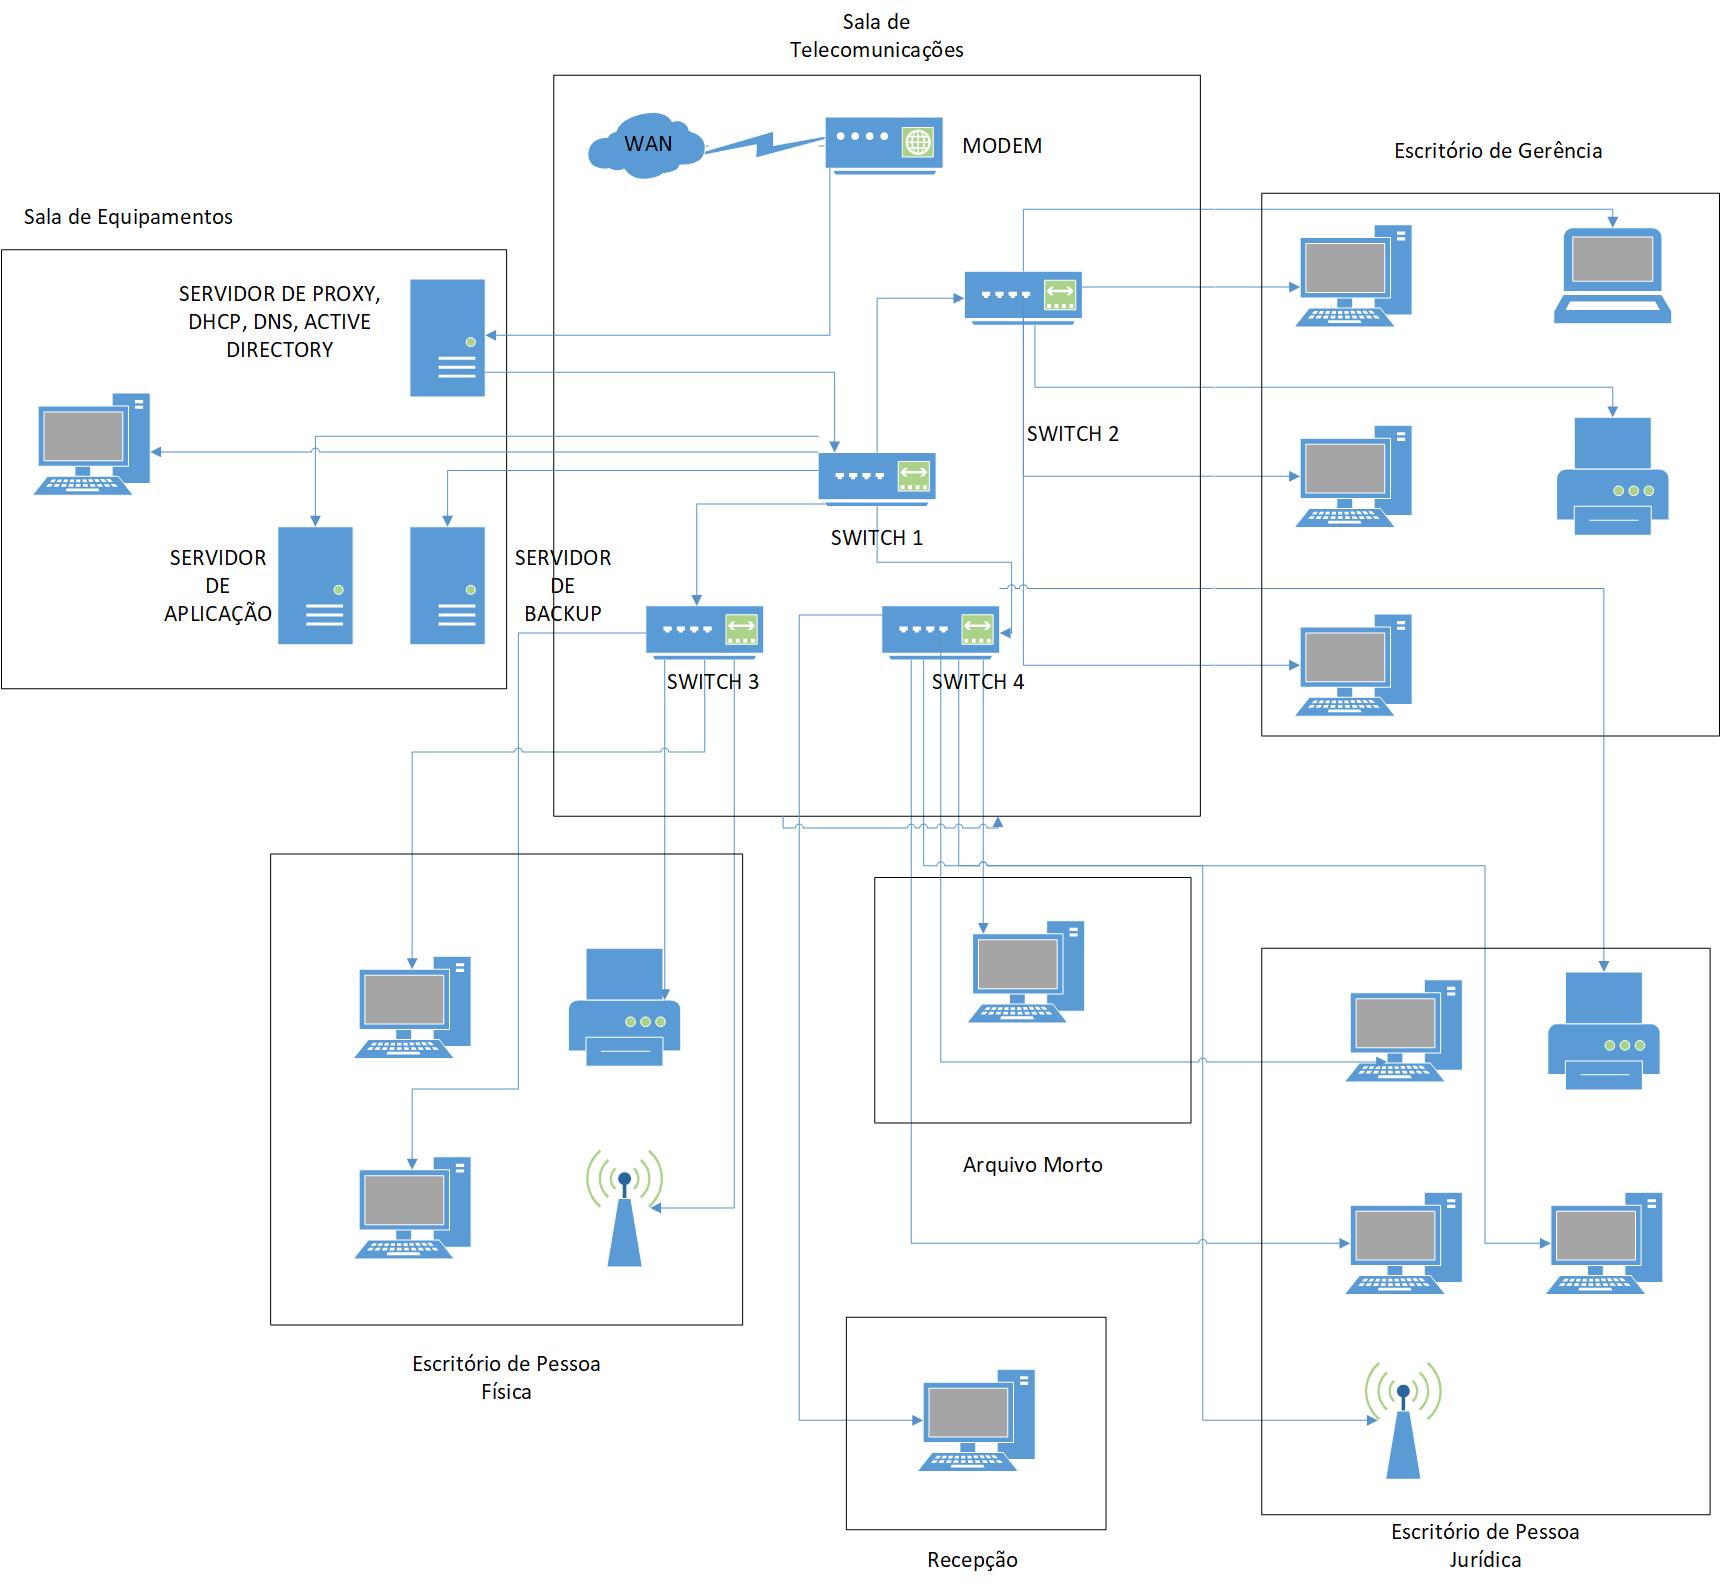 Sala de
Telecomunicações
WAN
MODEM
Escritório de Gerência
Sala de Equipamentos
SERVIDOR DE PROXY,
DHCP, DNS, ACTIVE
DIRECTORY
SWITCH 2
SWITCH 1
SERVIDOR
DE
APLICAÇÃO
SERVIDOR
DE
BACKUP
SWITCH 3
SWITCH 4
Arquivo Morto
Escritório de Pessoa
Física
Recepção
Escritório de Pessoa
Jurídica